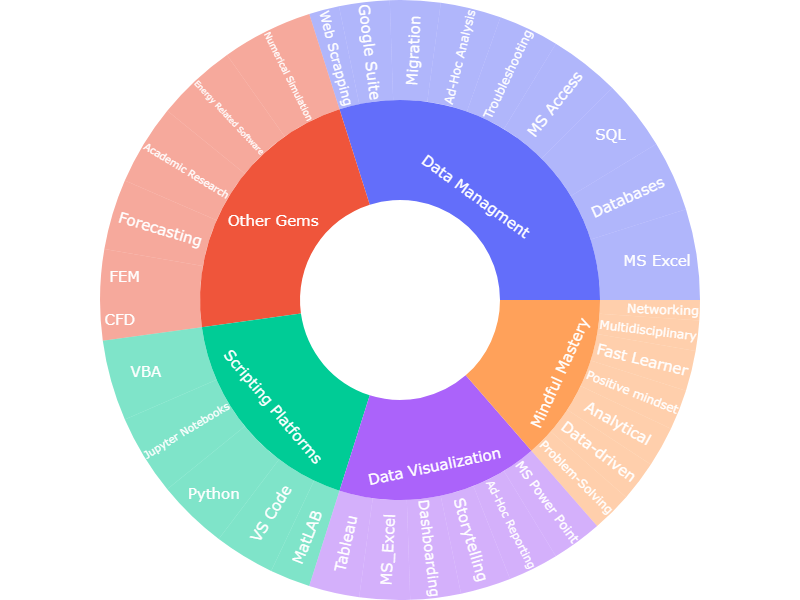 Data Managment
MS Excel
Databases
SQL
MS Access
Troubleshooting
Ad-Hoc Analysis
Migration
Google Suite
Web Scrapping
Other Gems
Numerical Simulation
Energy Related Software
Academic Research
Forecasting
FEM
CFD
Scripting Platforms
VBA
Jupyter Notebooks
Python
VS Code
MatLAB
Data Visualization
Tableau
MS_Excel
Dashboarding
Storytelling
Ad-Hoc Reporting
MS Power Point
Mindful Mastery
Problem-Solving
Data-driven
Analytical
Positive mindset
Fast Learner
Multidisciplinary
Networking